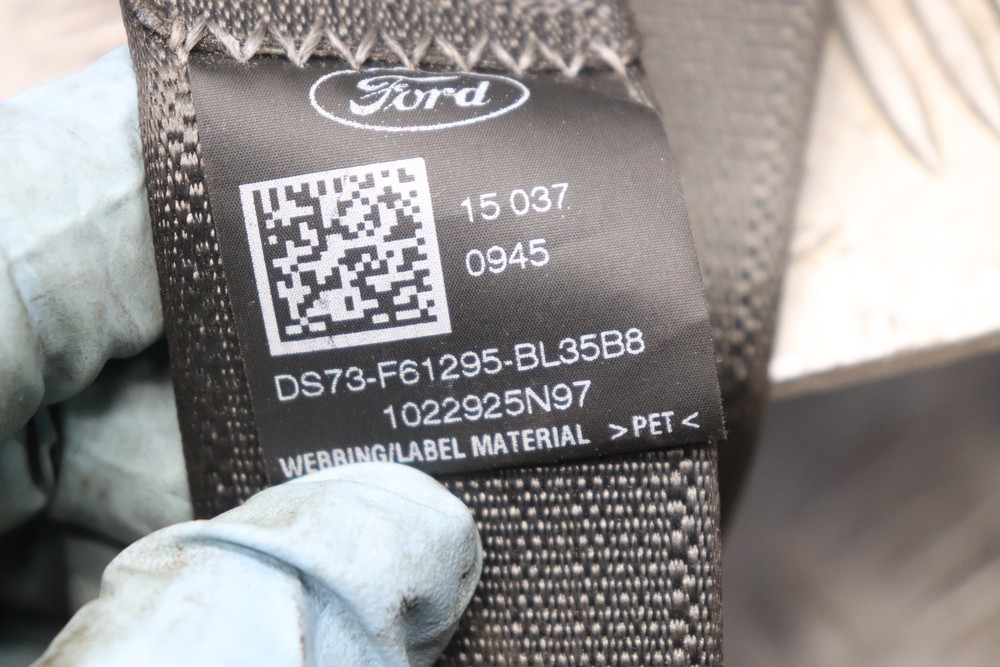 Ford
15 037
0945
DS73-F61295-BL35B8
1022925N97
WEBBING/LABEL MATERIAL >PET<